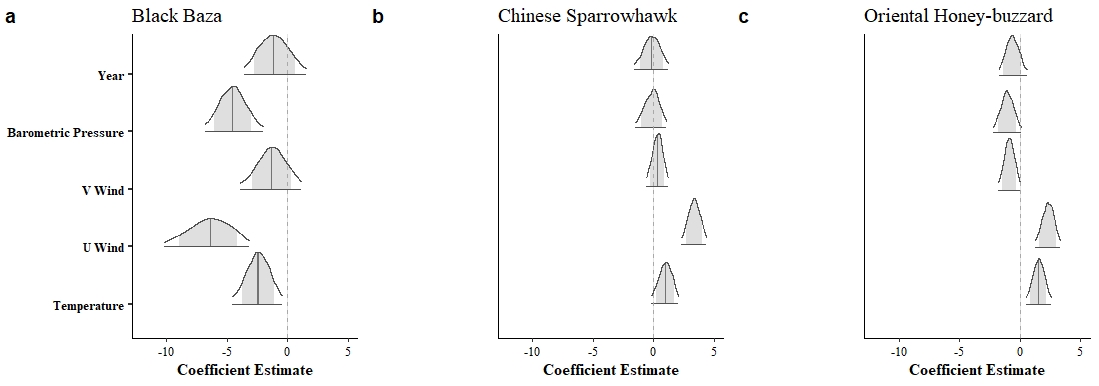 a
Black Baza
b
Chinese Sparrowhawk
c
Oriental Honey-buzzard
Year
Barometric Pressure
V Wind
U Wind
Temperature
-10 -5 0 5
-10 -5 0 5
-10 -5 0 5
Coefficient Estimate
Coefficient Estimate
Coefficient Estimate